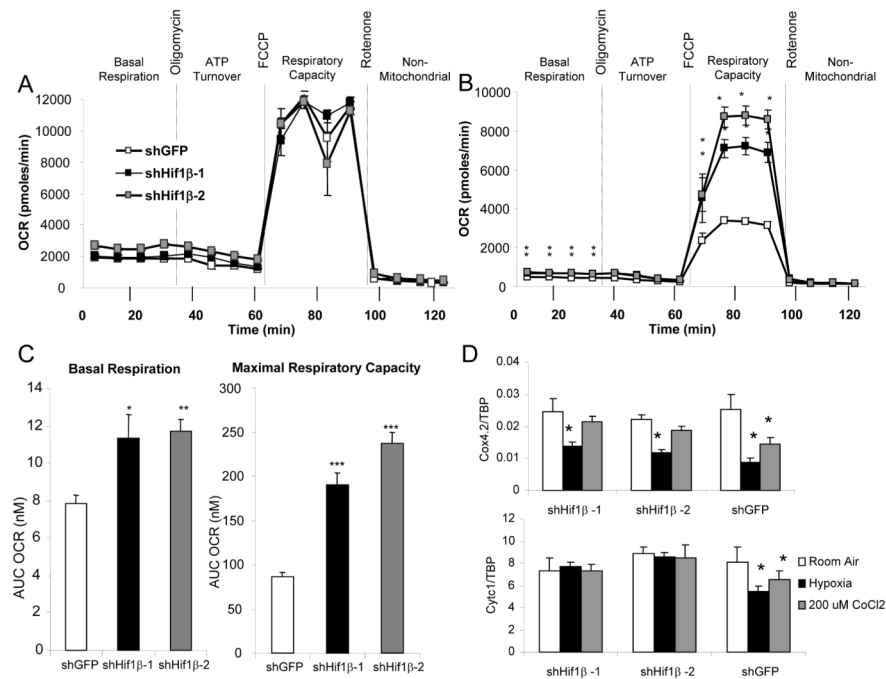 Basal Respiration
Oligomycin
ATP Turnover
FCCP
Respiratory Capacity
Rotenone
Non-Mitochondrial
A
12000
10000
8000
6000
4000
2000
0
OCR (pmoles/min)
shGFP
shHif1β-1
shHif1β-2
0 20 40 60 80 100 120
Time (min)
Basal Respiration
Oligomycin
ATP Turnover
FCCP
Respiratory Capacity
Rotenone
Non-Mitochondrial
B
10000
8000
6000
4000
2000
0
OCR (pmoles/min)
* * * *
* * * *
* * * *
* * * *
0 20 40 60 80 100 120
Time (min)
C
Basal Respiration
14
12
10
8
6
4
2
0
AUC OCR (nM)
* **
shGFP shHif1β-1 shHif1β-2
Maximal Respiratory Capacity
300
250
200
150
100
50
0
AUC OCR (nM)
*** ***
shGFP shHif1β-1 shHif1β-2
D
0.04
0.03
0.02
0.01
0
Cox4.2/TBP
* * * *
shHif1β -1 shHif1β -2 shGFP
12
10
8
6
4
2
0
Cytc1/TBP
* *
shHif1β -1 shHif1β -2 shGFP
Room Air
Hypoxia
200 uM CoCl2